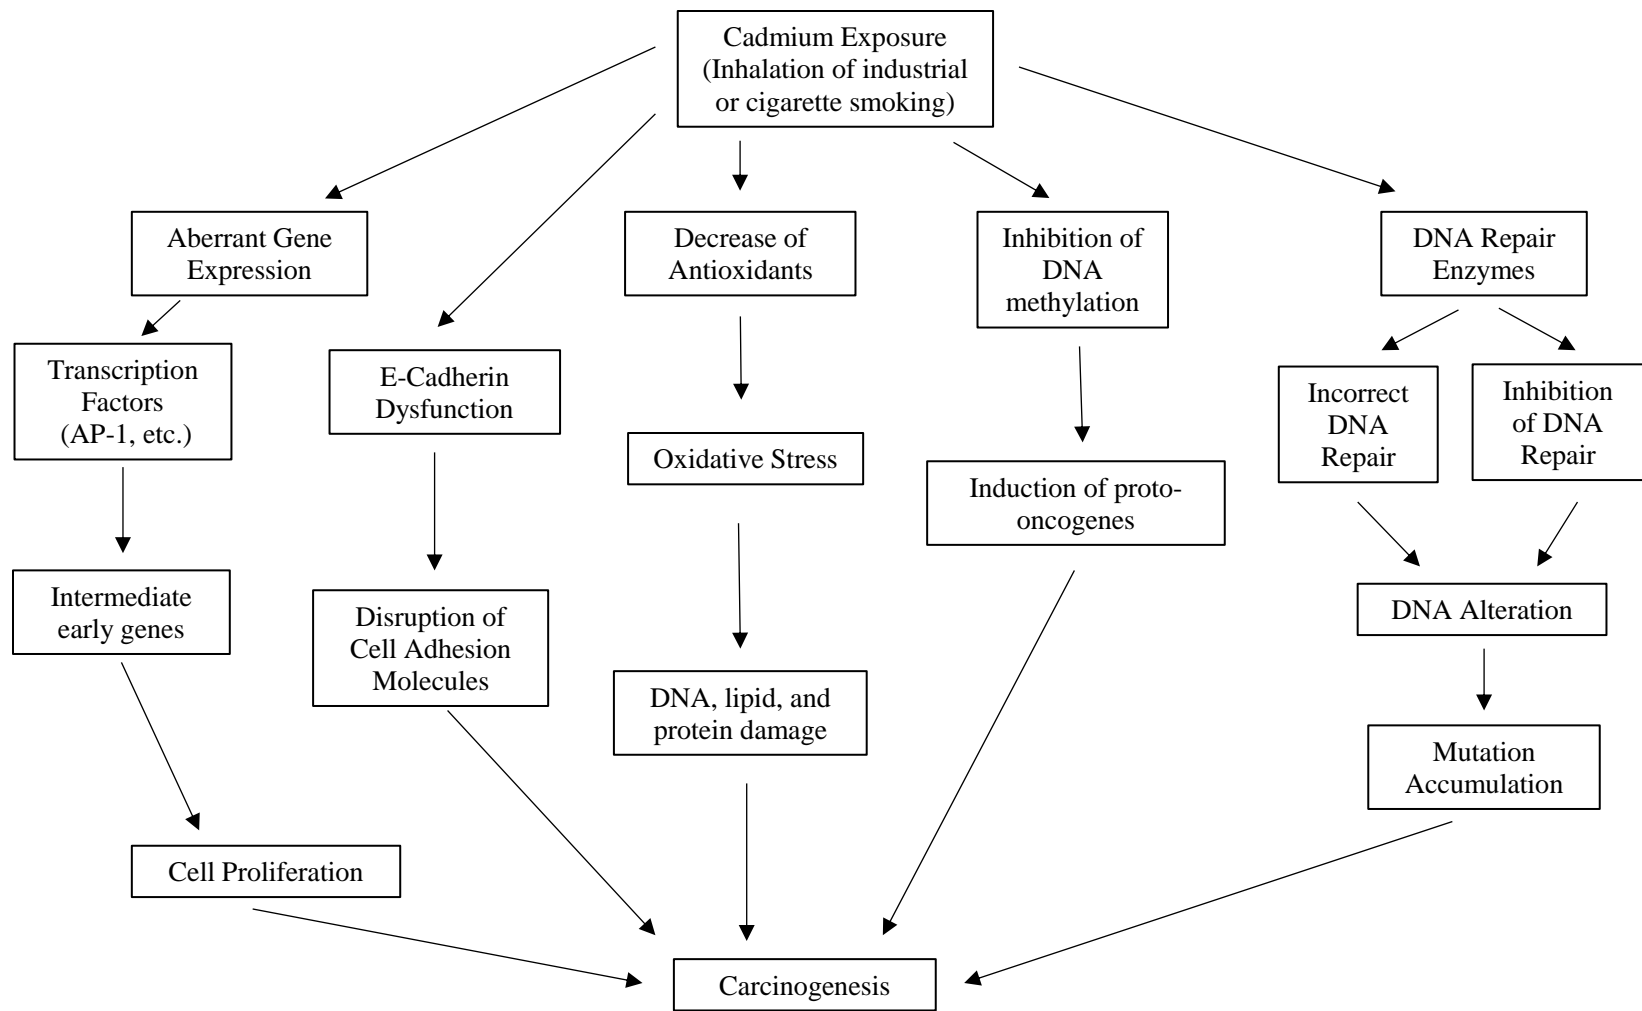 Cadmium Exposure
(Inhalation of industrial
or cigarette smoking)
Aberrant Gene
Expression
Decrease of
Antioxidants
Inhibition of
DNA
methylation
DNA Repair
Enzymes
Transcription
Factors
(AP-1, etc.)
E-Cadherin
Dysfunction
Incorrect
DNA
Repair
Inhibition
of DNA
Repair
Oxidative Stress
Induction of proto-
oncogenes
Intermediate
early genes
Disruption of
Cell Adhesion
Molecules
DNA Alteration
DNA, lipid, and
protein damage
Mutation
Accumulation
Cell Proliferation
Carcinogenesis